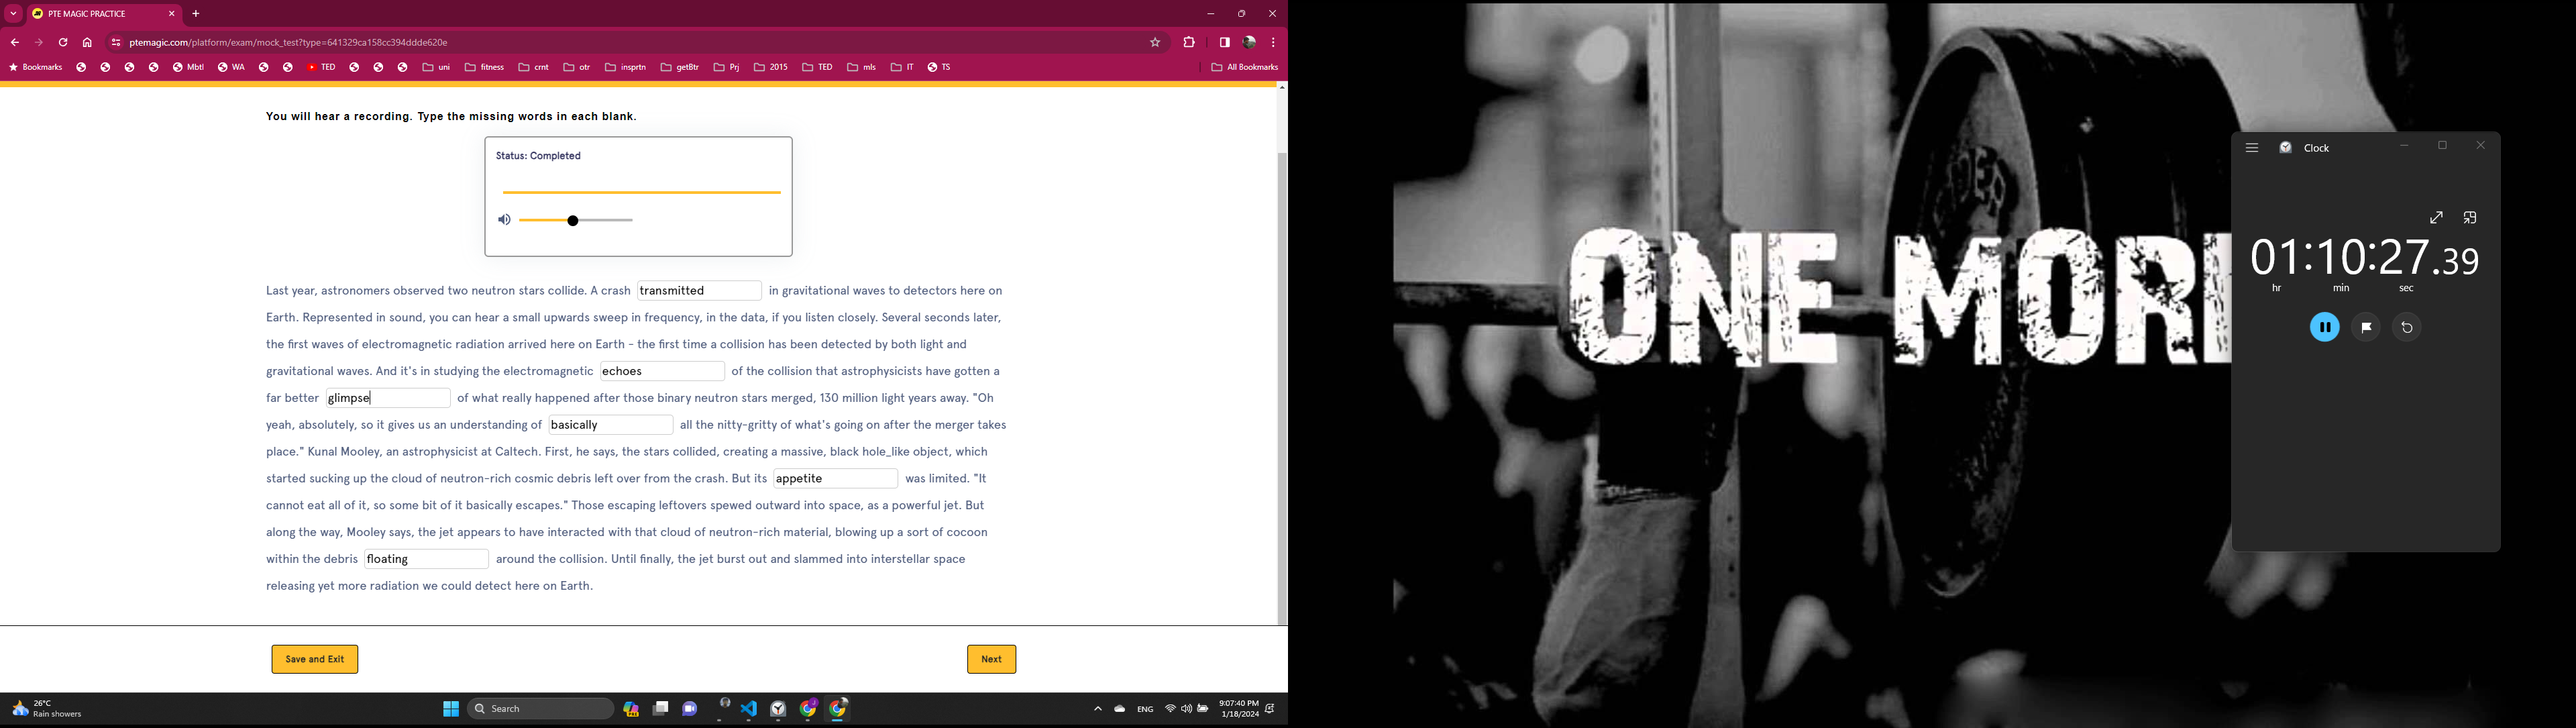 PTE MAGIC PRACTICE
ptemagic.com/platform/exam/mock_test?type=641329ca158cc394ddde620e
Bookmarks Mbtl WA TED uni fitness crnt otr insprtn getBtr Prj 2015 TED mls IT TS All Bookmarks
You will hear a recording. Type the missing words in each blank.
Status: Completed
Last year, astronomers observed two neutron stars collide. A crash transmitted in gravitational waves to detectors here on
Earth. Represented in sound, you can hear a small upwards sweep in frequency, in the data, if you listen closely. Several seconds later,
the first waves of electromagnetic radiation arrived here on Earth - the first time a collision has been detected by both light and
gravitational waves. And it's in studying the electromagnetic echoes of the collision that astrophysicists have gotten a
far better glimpse of what really happened after those binary neutron stars merged, 130 million light years away. "Oh
yeah, absolutely, so it gives us an understanding of basically all the nitty-gritty of what's going on after the merger takes
place." Kunal Mooley, an astrophysicist at Caltech. First, he says, the stars collided, creating a massive, black hole_like object, which
started sucking up the cloud of neutron-rich cosmic debris left over from the crash. But its appetite was limited. "It
cannot eat all of it, so some bit of it basically escapes." Those escaping leftovers spewed outward into space, as a powerful jet. But
along the way, Mooley says, the jet appears to have interacted with that cloud of neutron-rich material, blowing up a sort of cocoon
within the debris floating around the collision. Until finally, the jet burst out and slammed into interstellar space
releasing yet more radiation we could detect here on Earth.
Save and Exit Next
26°C
Rain showers
Search
ENG
9:07:40 PM
1/18/2024
ONE MORE
Clock
01:10:27.39
hr min sec